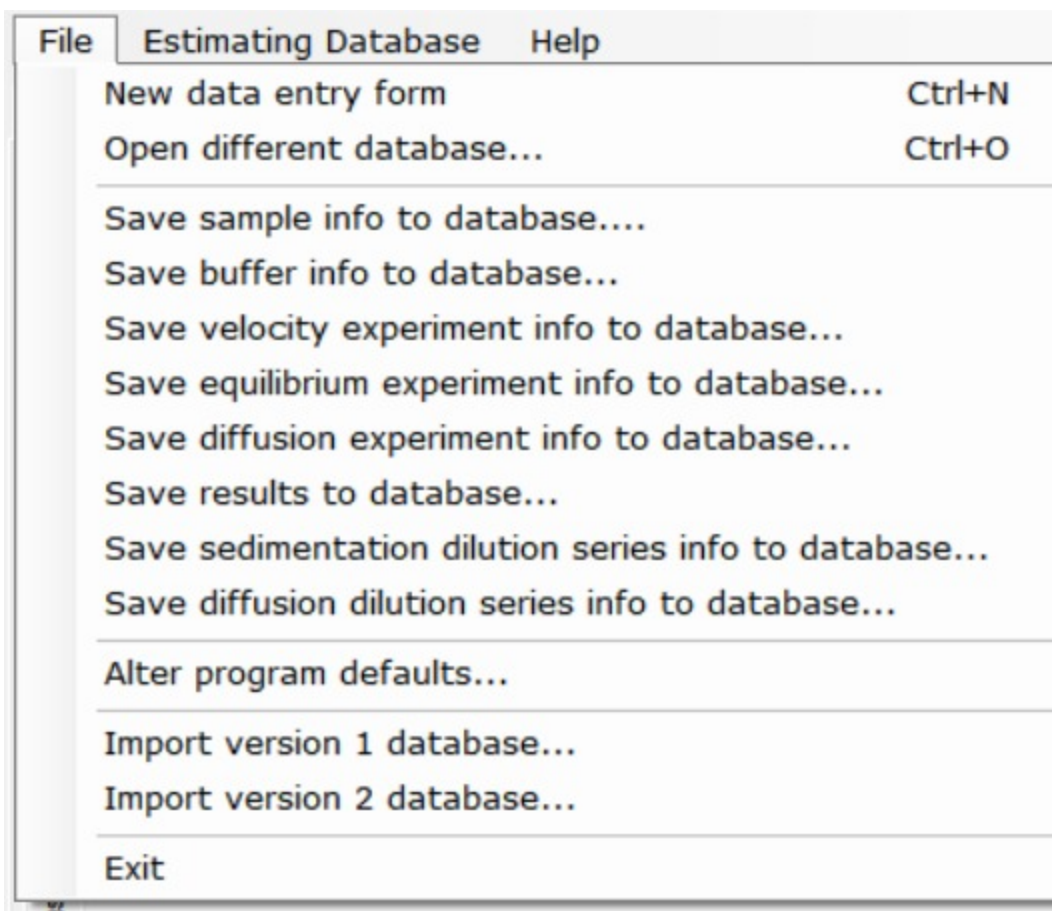 File Estimating Database Help
New data entry form Ctrl+N
Open different database... Ctrl+O
Save sample info to database....
Save buffer info to database...
Save velocity experiment info to database...
Save equilibrium experiment info to database...
Save diffusion experiment info to database...
Save results to database...
Save sedimentation dilution series info to database...
Save diffusion dilution series info to database...
Alter program defaults...
Import version 1 database...
Import version 2 database...
Exit